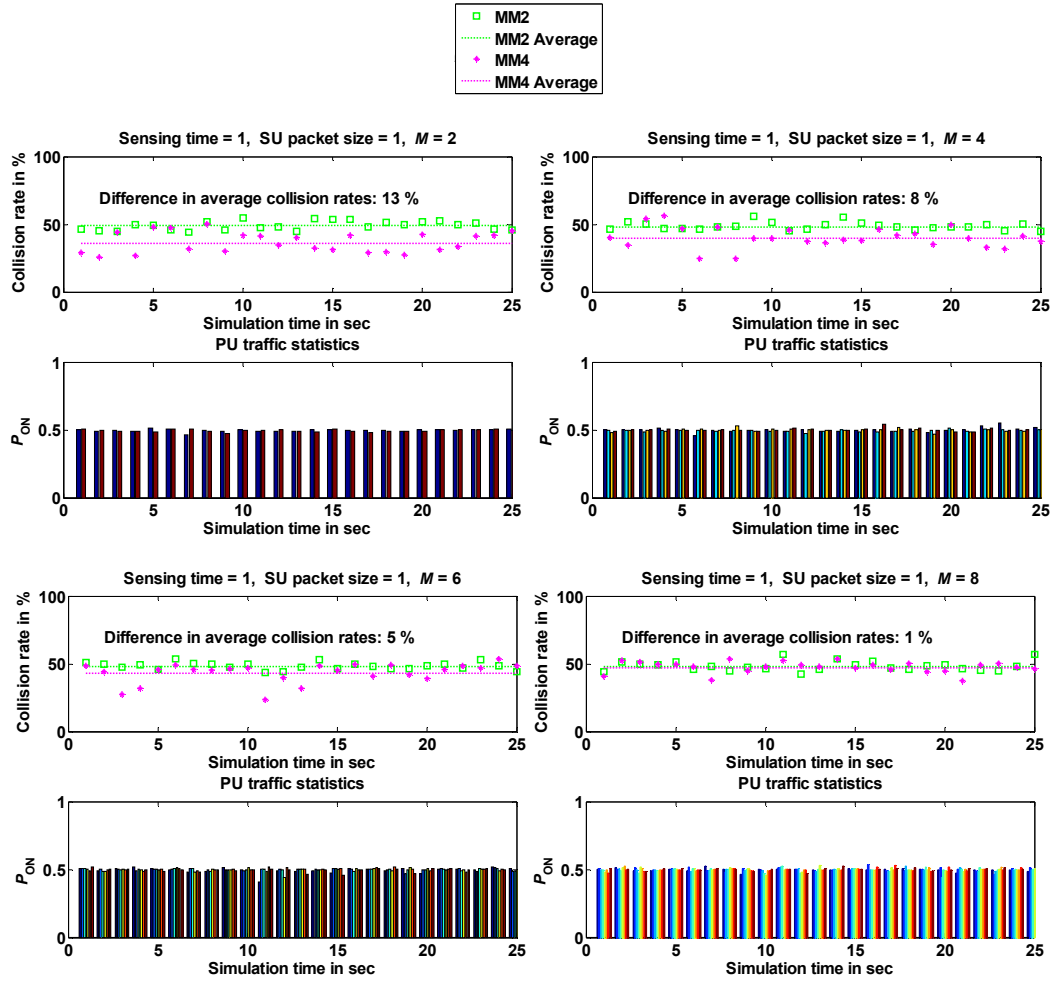 MM2
MM2 Average
MM4
MM4 Average
Sensing time = 1, SU packet size = 1, M = 2
Collision rate in %
100
50
0
Difference in average collision rates: 13 %
0 5 10 15 20 25
Simulation time in sec
PU traffic statistics
PON
1
0.5
0
0 5 10 15 20 25
Simulation time in sec
Sensing time = 1, SU packet size = 1, M = 4
Collision rate in %
100
50
0
Difference in average collision rates: 8 %
0 5 10 15 20 25
Simulation time in sec
PU traffic statistics
PON
1
0.5
0
0 5 10 15 20 25
Simulation time in sec
Sensing time = 1, SU packet size = 1, M = 6
Collision rate in %
100
50
0
Difference in average collision rates: 5 %
0 5 10 15 20 25
Simulation time in sec
PU traffic statistics
PON
1
0.5
0
0 5 10 15 20 25
Simulation time in sec
Sensing time = 1, SU packet size = 1, M = 8
Collision rate in %
100
50
0
Difference in average collision rates: 1 %
0 5 10 15 20 25
Simulation time in sec
PU traffic statistics
PON
1
0.5
0
0 5 10 15 20 25
Simulation time in sec